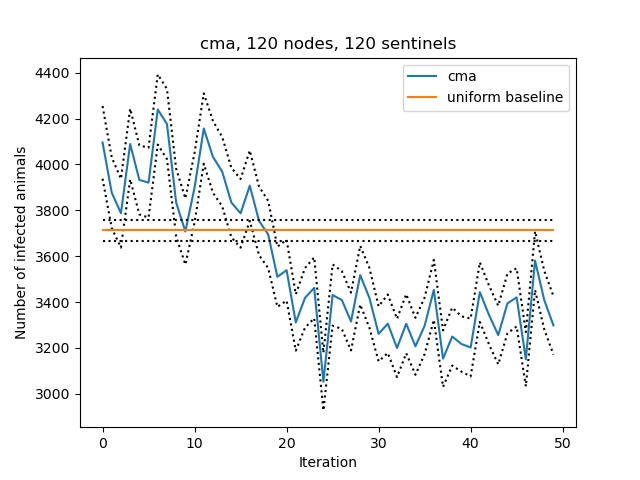 cma, 120 nodes, 120 sentinels
cma
uniform baseline
4400
4200
4000
3800
3600
3400
3200
3000
Number of infected animals
0 10 20 30 40 50
Iteration